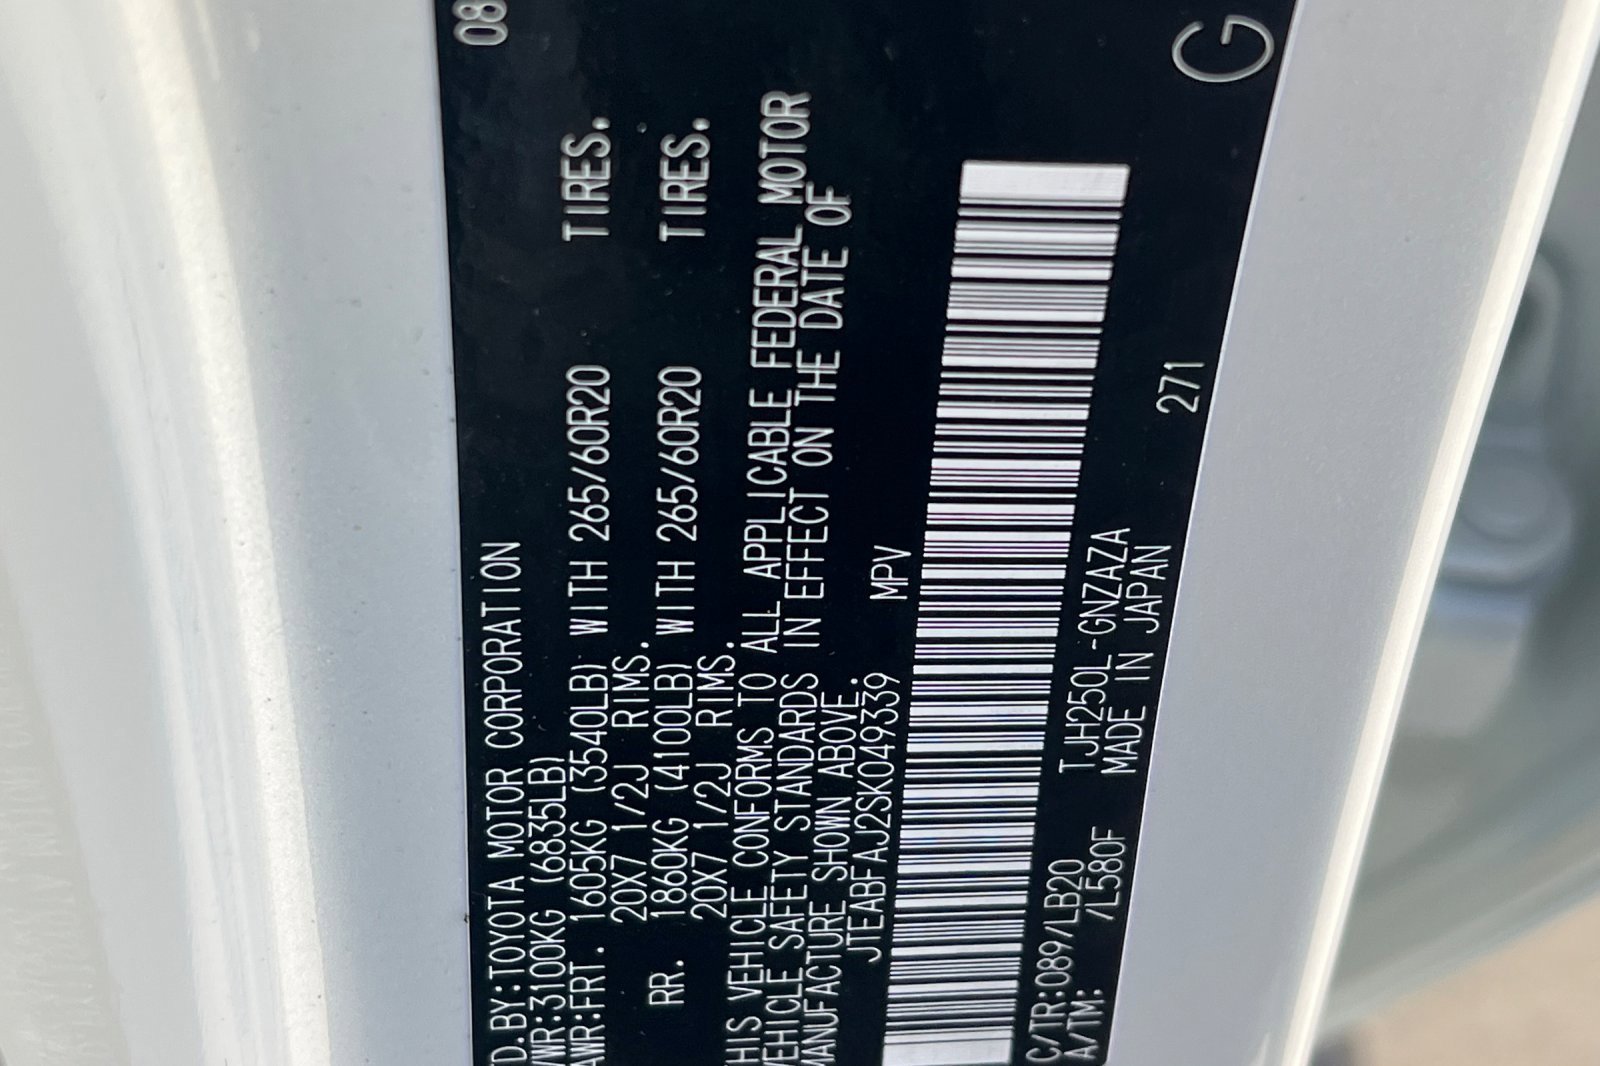 TD.BY:TOYOTA MOTOR CORPORATION 08
VWR:3100KG (6835LB)
AWR:FRT. 1605KG (3540LB) WITH 265/60R20 TIRES.
20X7 1/2J RIMS.
RR. 1860KG (4100LB) WITH 265/60R20 TIRES.
20X7 1/2J RIMS.
THIS VEHICLE CONFORMS TO ALL APPLICABLE FEDERAL MOTOR
VEHICLE SAFETY STANDARDS IN EFFECT ON THE DATE OF
MANUFACTURE SHOWN ABOVE.
JTEABFAJ2SK049339 MPV
C/TR:089/LB20 TJH250L-GNZAZA
A/TM: /L580F MADE IN JAPAN 271
G